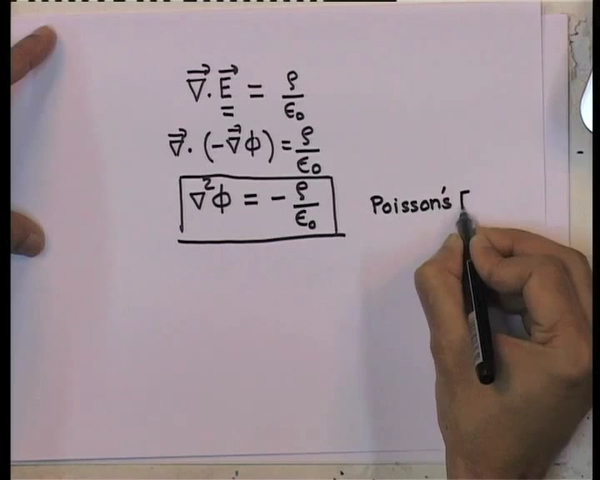 ∇⃗ · E⃗ = ρ/ϵ₀
∇⃗ · (-∇⃗ϕ) = ρ/ϵ₀
∇²ϕ = - ρ/ϵ₀ Poisson's